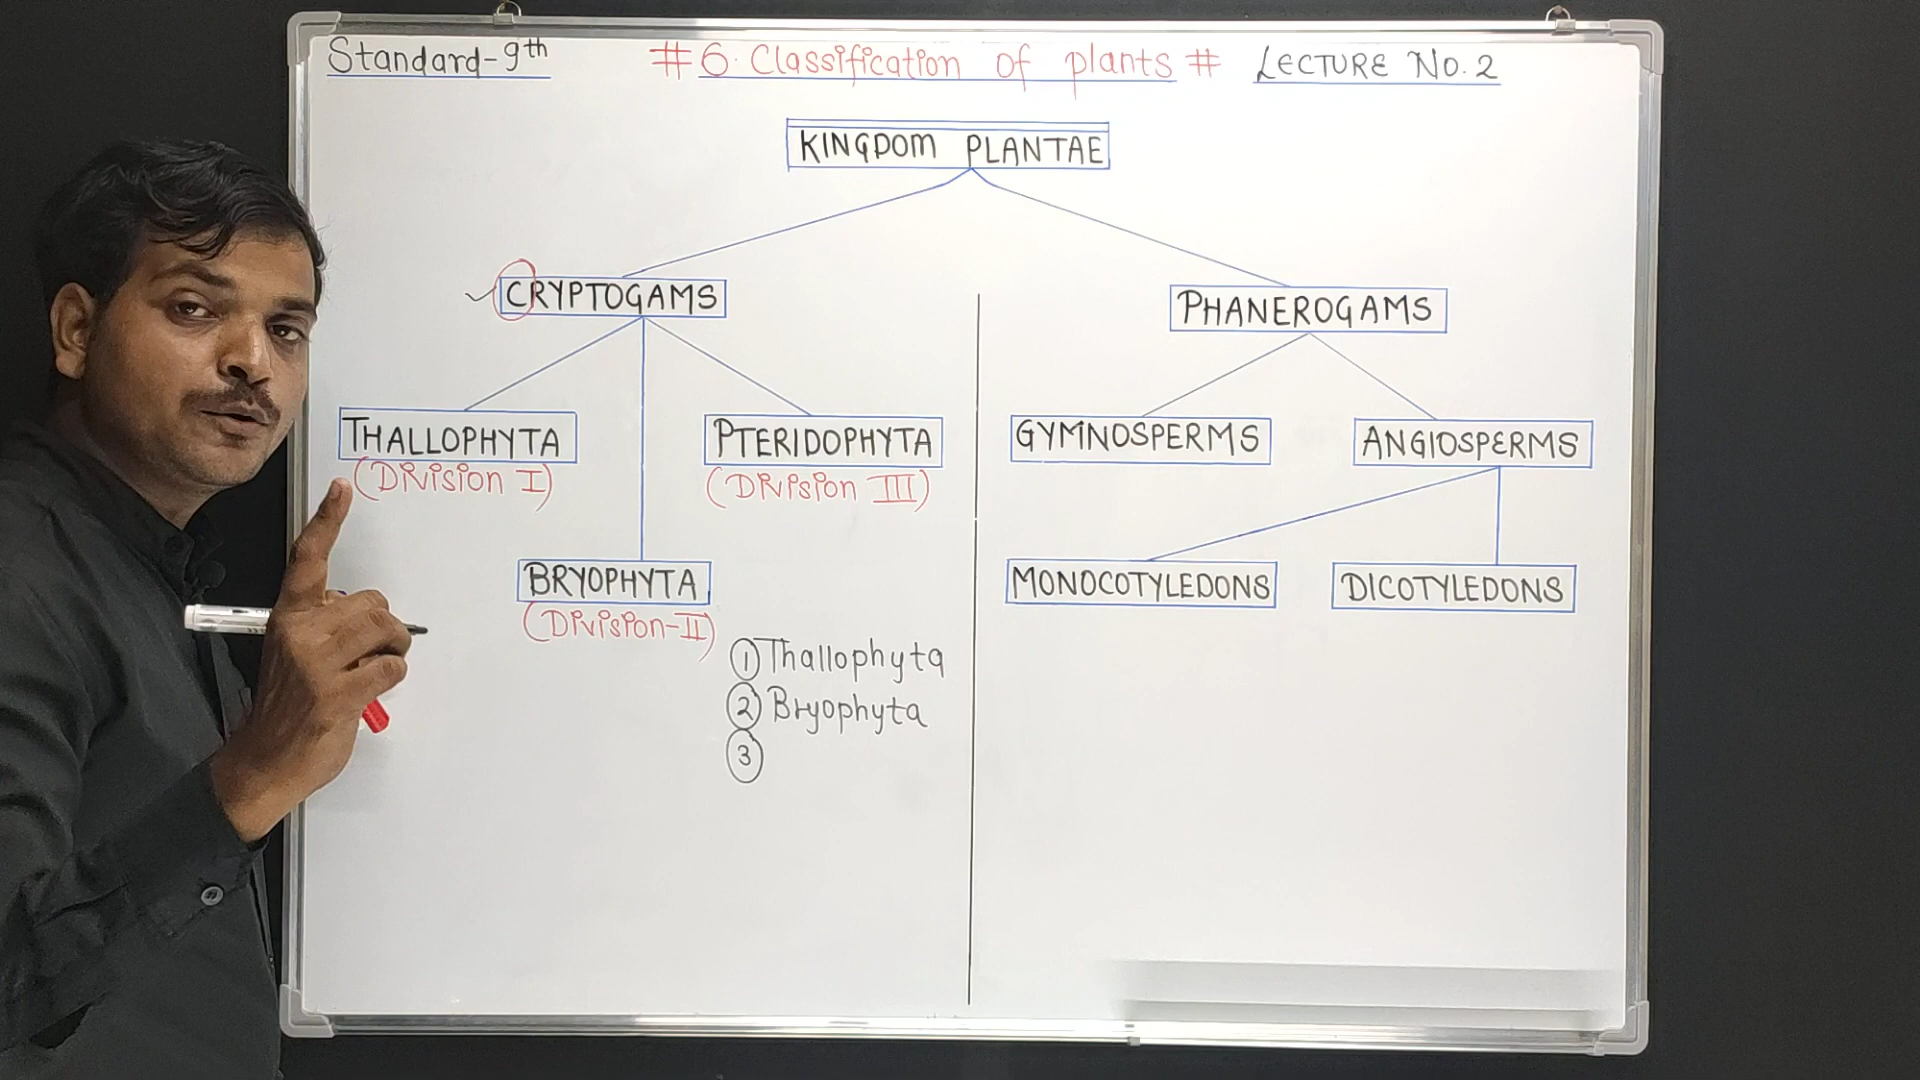 Standard-9th
#6. Classification of plants #
LECTURE No. 2
KINGDOM PLANTAE
CRYPTOGAMS
PHANEROGAMS
THALLOPHYTA
(Division I)
PTERIDOPHYTA
(Division III)
GYMNOSPERMS
ANGIOSPERMS
BRYOPHYTA
(Division-II)
MONOCOTYLEDONS
DICOTYLEDONS
① Thallophyta
② Bryophyta
③